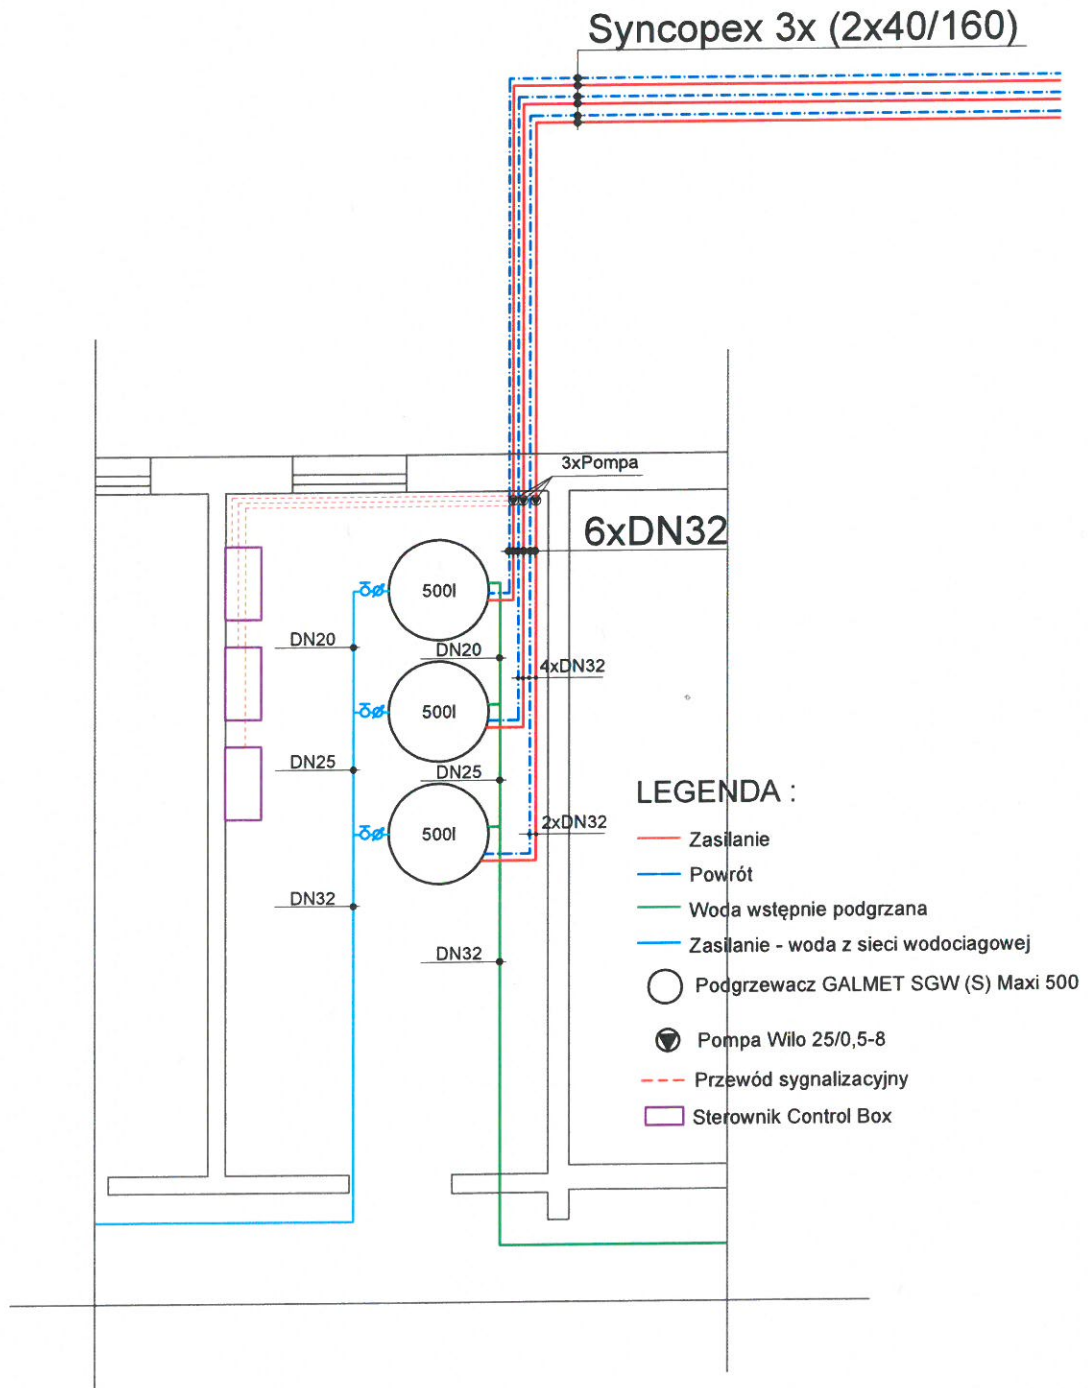 Syncopex 3x (2x40/160)
3xPompa
6xDN32
500l
DN20
DN20
4xDN32
500l
DN25
DN25
2xDN32
500l
DN32
DN32
LEGENDA :
Zasilanie
Powrót
Woda wstępnie podgrzana
Zasilanie - woda z sieci wodociagowej
Podgrzewacz GALMET SGW (S) Maxi 500
Pompa Wilo 25/0,5-8
Przewód sygnalizacyjny
Sterownik Control Box